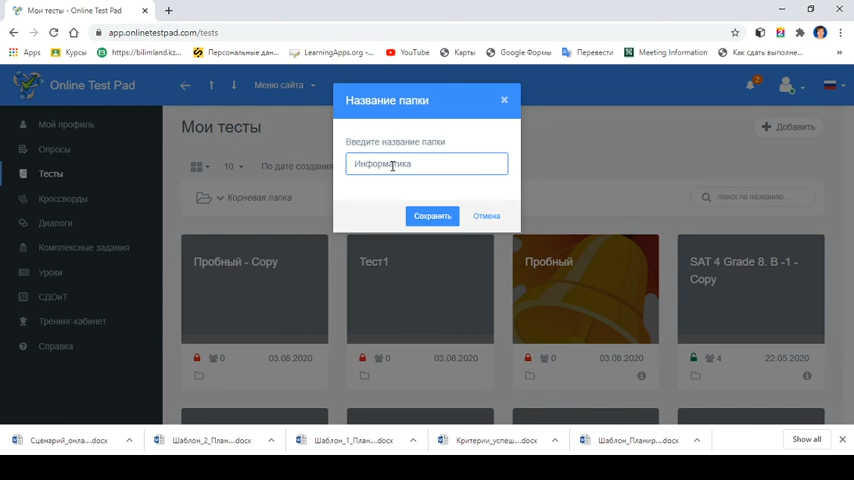 Мои тесты
app.onlinetestpad.com/tests
Apps
Курсы
https://bilimland.kz...
Персональные дан...
LearningApps.org -...
YouTube
Карты
Google Формы
Перевести
Meeting Information
Как сдать выполне...
Online Test Pad
Меню сайта
2
Мой профиль
Опросы
Тесты
Кроссворды
Диалоги
Комплексные задания
Уроки
СДОиТ
Тренинг-кабинет
Справка
Мои тесты
Добавить
10
По дате создания
Корневая папка
поиск по названию...
Название папки
Введите название папки
Информатика
Сохранить
Отмена
Пробный - Copy
0
03.08.2020
Тест1
0
03.08.2020
Пробный
0
03.08.2020
SAT 4 Grade 8. B -1 -
Copy
4
22.05.2020
Сценарий_онла....docx
Шаблон_2_План....docx
Шаблон_1_План....docx
Критерии_успеш....docx
Шаблон_Планир....docx
Show all